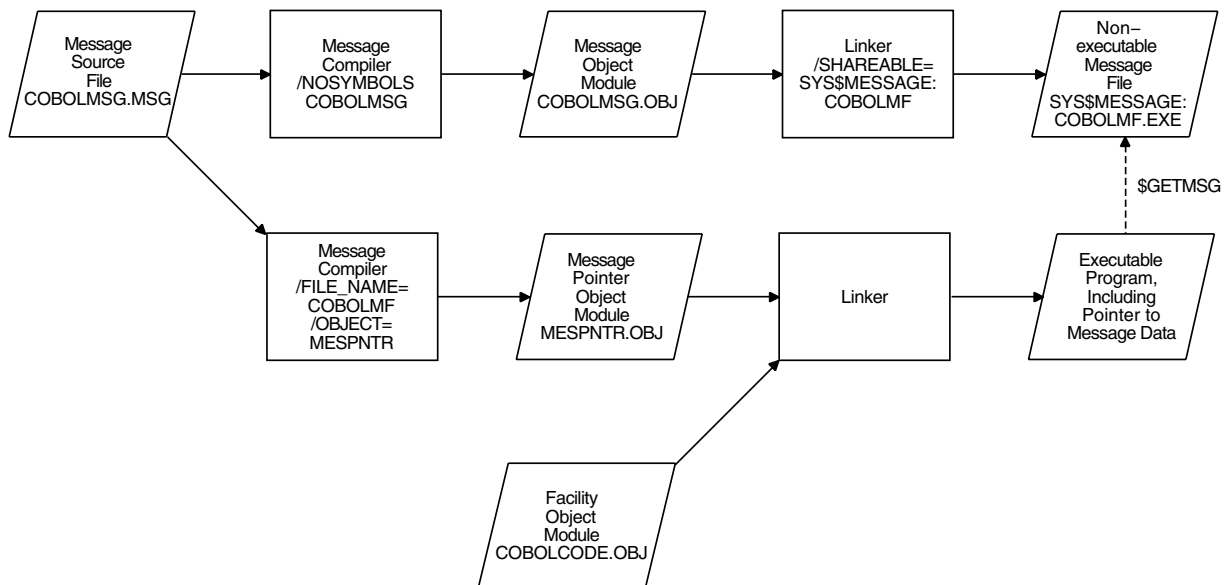 Message
Source
File
COBOLMSG.MSG
Message
Compiler
/NOSYMBOLS
COBOLMSG
Message
Object
Module
COBOLMSG.OBJ
Linker
/SHAREABLE=
SYS$MESSAGE:
COBOLMF
Non–
executable
Message
File
SYS$MESSAGE:
COBOLMF.EXE
$GETMSG
Message
Compiler
/FILE_NAME=
COBOLMF
/OBJECT=
MESPNTR
Message
Pointer
Object
Module
MESPNTR.OBJ
Linker
Executable
Program,
Including
Pointer to
Message Data
Facility
Object
Module
COBOLCODE.OBJ